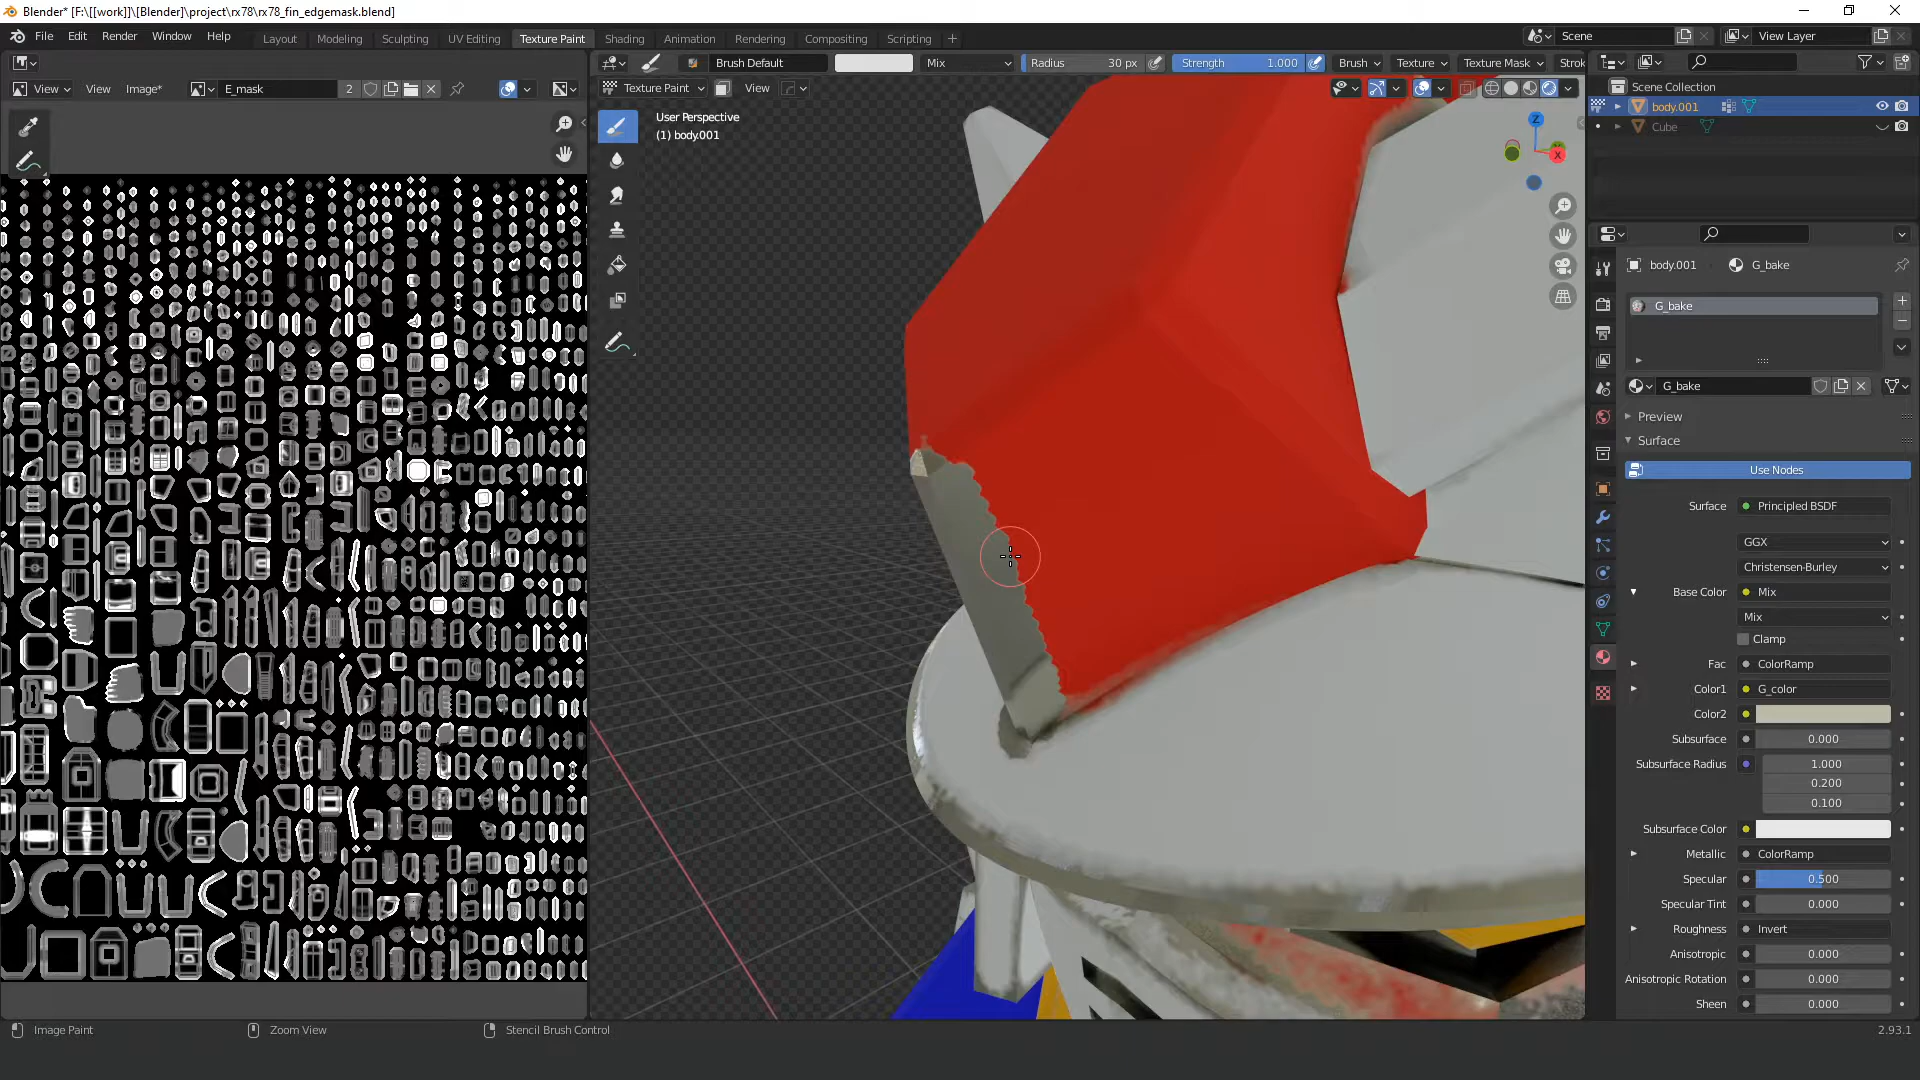 Blender* [F:\[[work]]\[Blender]\project\rx78\rx78_fin_edgemask.blend]
File Edit Render Window Help
Layout Modeling Sculpting UV Editing Texture Paint Shading Animation Rendering Compositing Scripting +
Scene
View Layer
View View Image* E_mask 2
Brush Default Mix Radius 30 px Strength 1.000 Brush Texture Texture Mask Strok
Texture Paint View
User Perspective
(1) body.001
Z
X
Scene Collection
body.001
Cube
body.001 G_bake
G_bake
G_bake
Preview
Surface
Use Nodes
Surface Principled BSDF
GGX
Christensen-Burley
Base Color Mix
Mix
Clamp
Fac ColorRamp
Color1 G_color
Color2
Subsurface 0.000
Subsurface Radius 1.000
0.200
0.100
Subsurface Color
Metallic ColorRamp
Specular 0.500
Specular Tint 0.000
Roughness Invert
Anisotropic 0.000
Anisotropic Rotation 0.000
Sheen 0.000
Image Paint Zoom View Stencil Brush Control
2.93.1